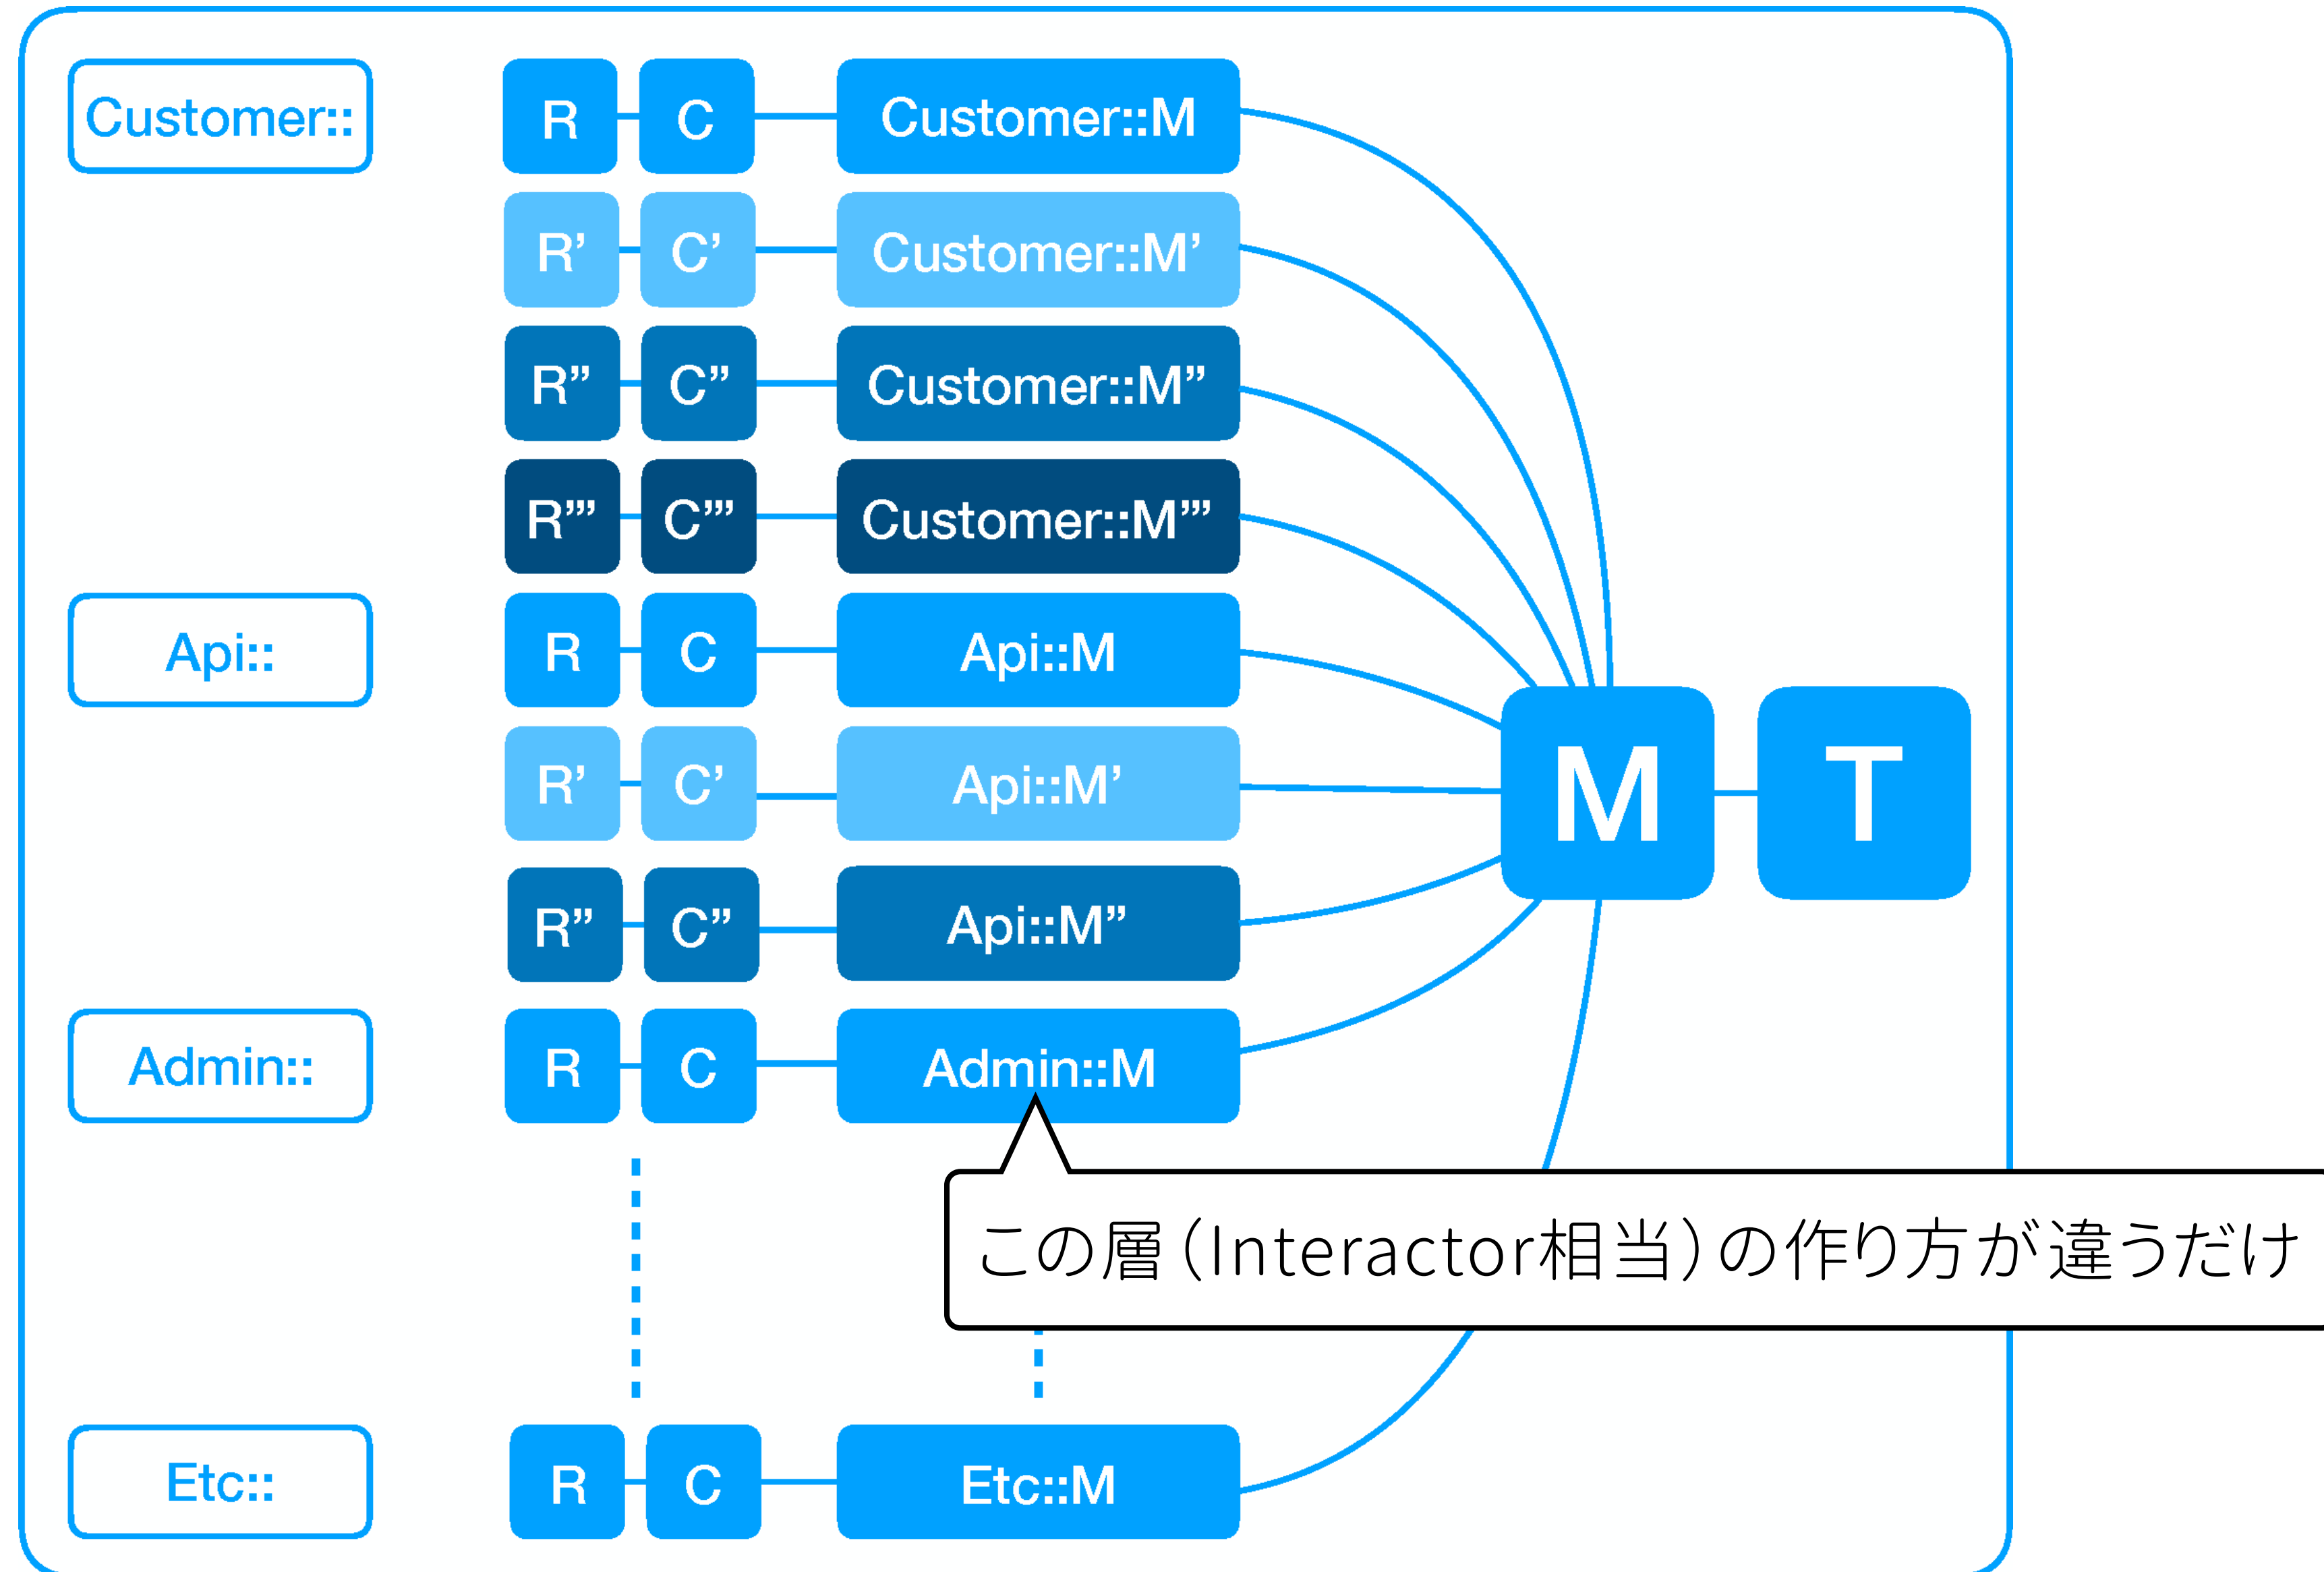 Customer::
R C Customer::M
R’ C’ Customer::M’
R” C” Customer::M”
R”’ C”’ Customer::M”’
Api::
R C Api::M
R’ C’ Api::M’
M T
R” C” Api::M”
Admin::
R C Admin::M
この層（Interactor相当）の作り方が違うだけ
Etc::
R C Etc::M